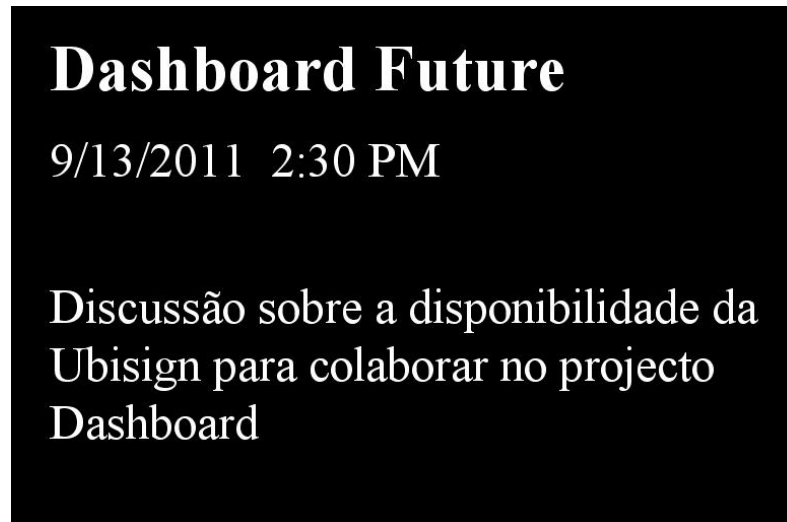 Dashboard Future
9/13/2011 2:30 PM
Discussão sobre a disponibilidade da
Ubisign para colaborar no projecto
Dashboard